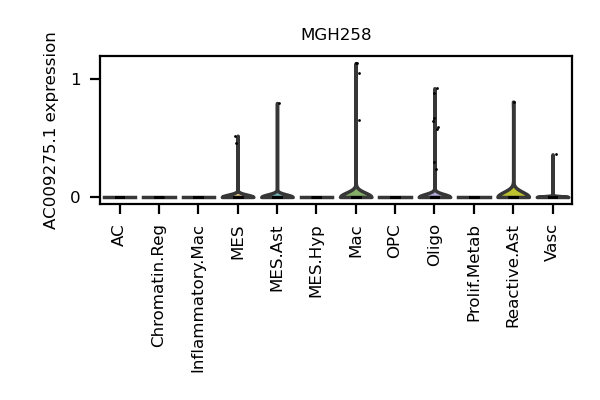 MGH258
AC009275.1 expression
1
0
AC
Chromatin.Reg
Inflammatory.Mac
MES
MES.Ast
MES.Hyp
Mac
OPC
Oligo
Prolif.Metab
Reactive.Ast
Vasc